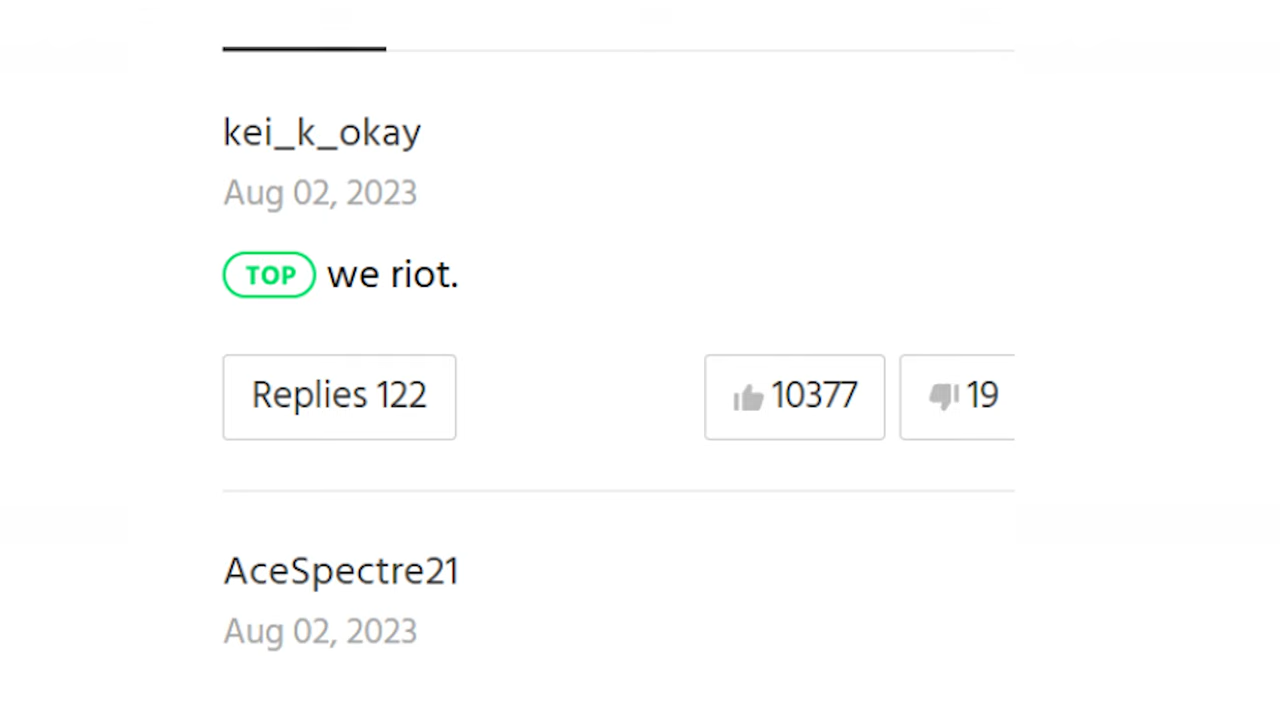 kei_k_okay
Aug 02, 2023
TOP we riot.
Replies 122 10377 19
AceSpectre21
Aug 02, 2023